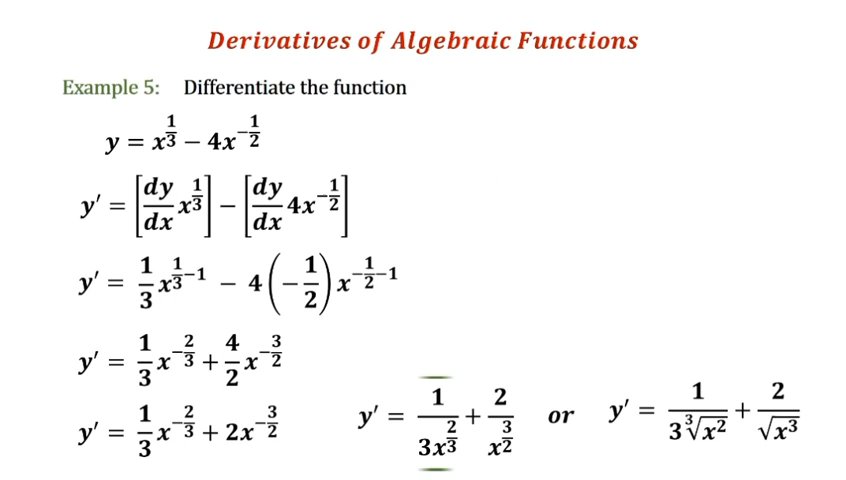 Derivatives of Algebraic Functions
Example 5: Differentiate the function
y = x^{1/3} − 4x^{−1/2}
y′ = [dy/dx x^{1/3}] − [dy/dx 4x^{−1/2}]
y′ = 1/3 x^{1/3−1} − 4(−1/2) x^{−1/2−1}
y′ = 1/3 x^{−2/3} + 4/2 x^{−3/2}
y′ = 1/3 x^{−2/3} + 2x^{−3/2}
y′ = 1/(3x^{2/3}) + 2/x^{3/2} or y′ = 1/(3∛x²) + 2/√x³